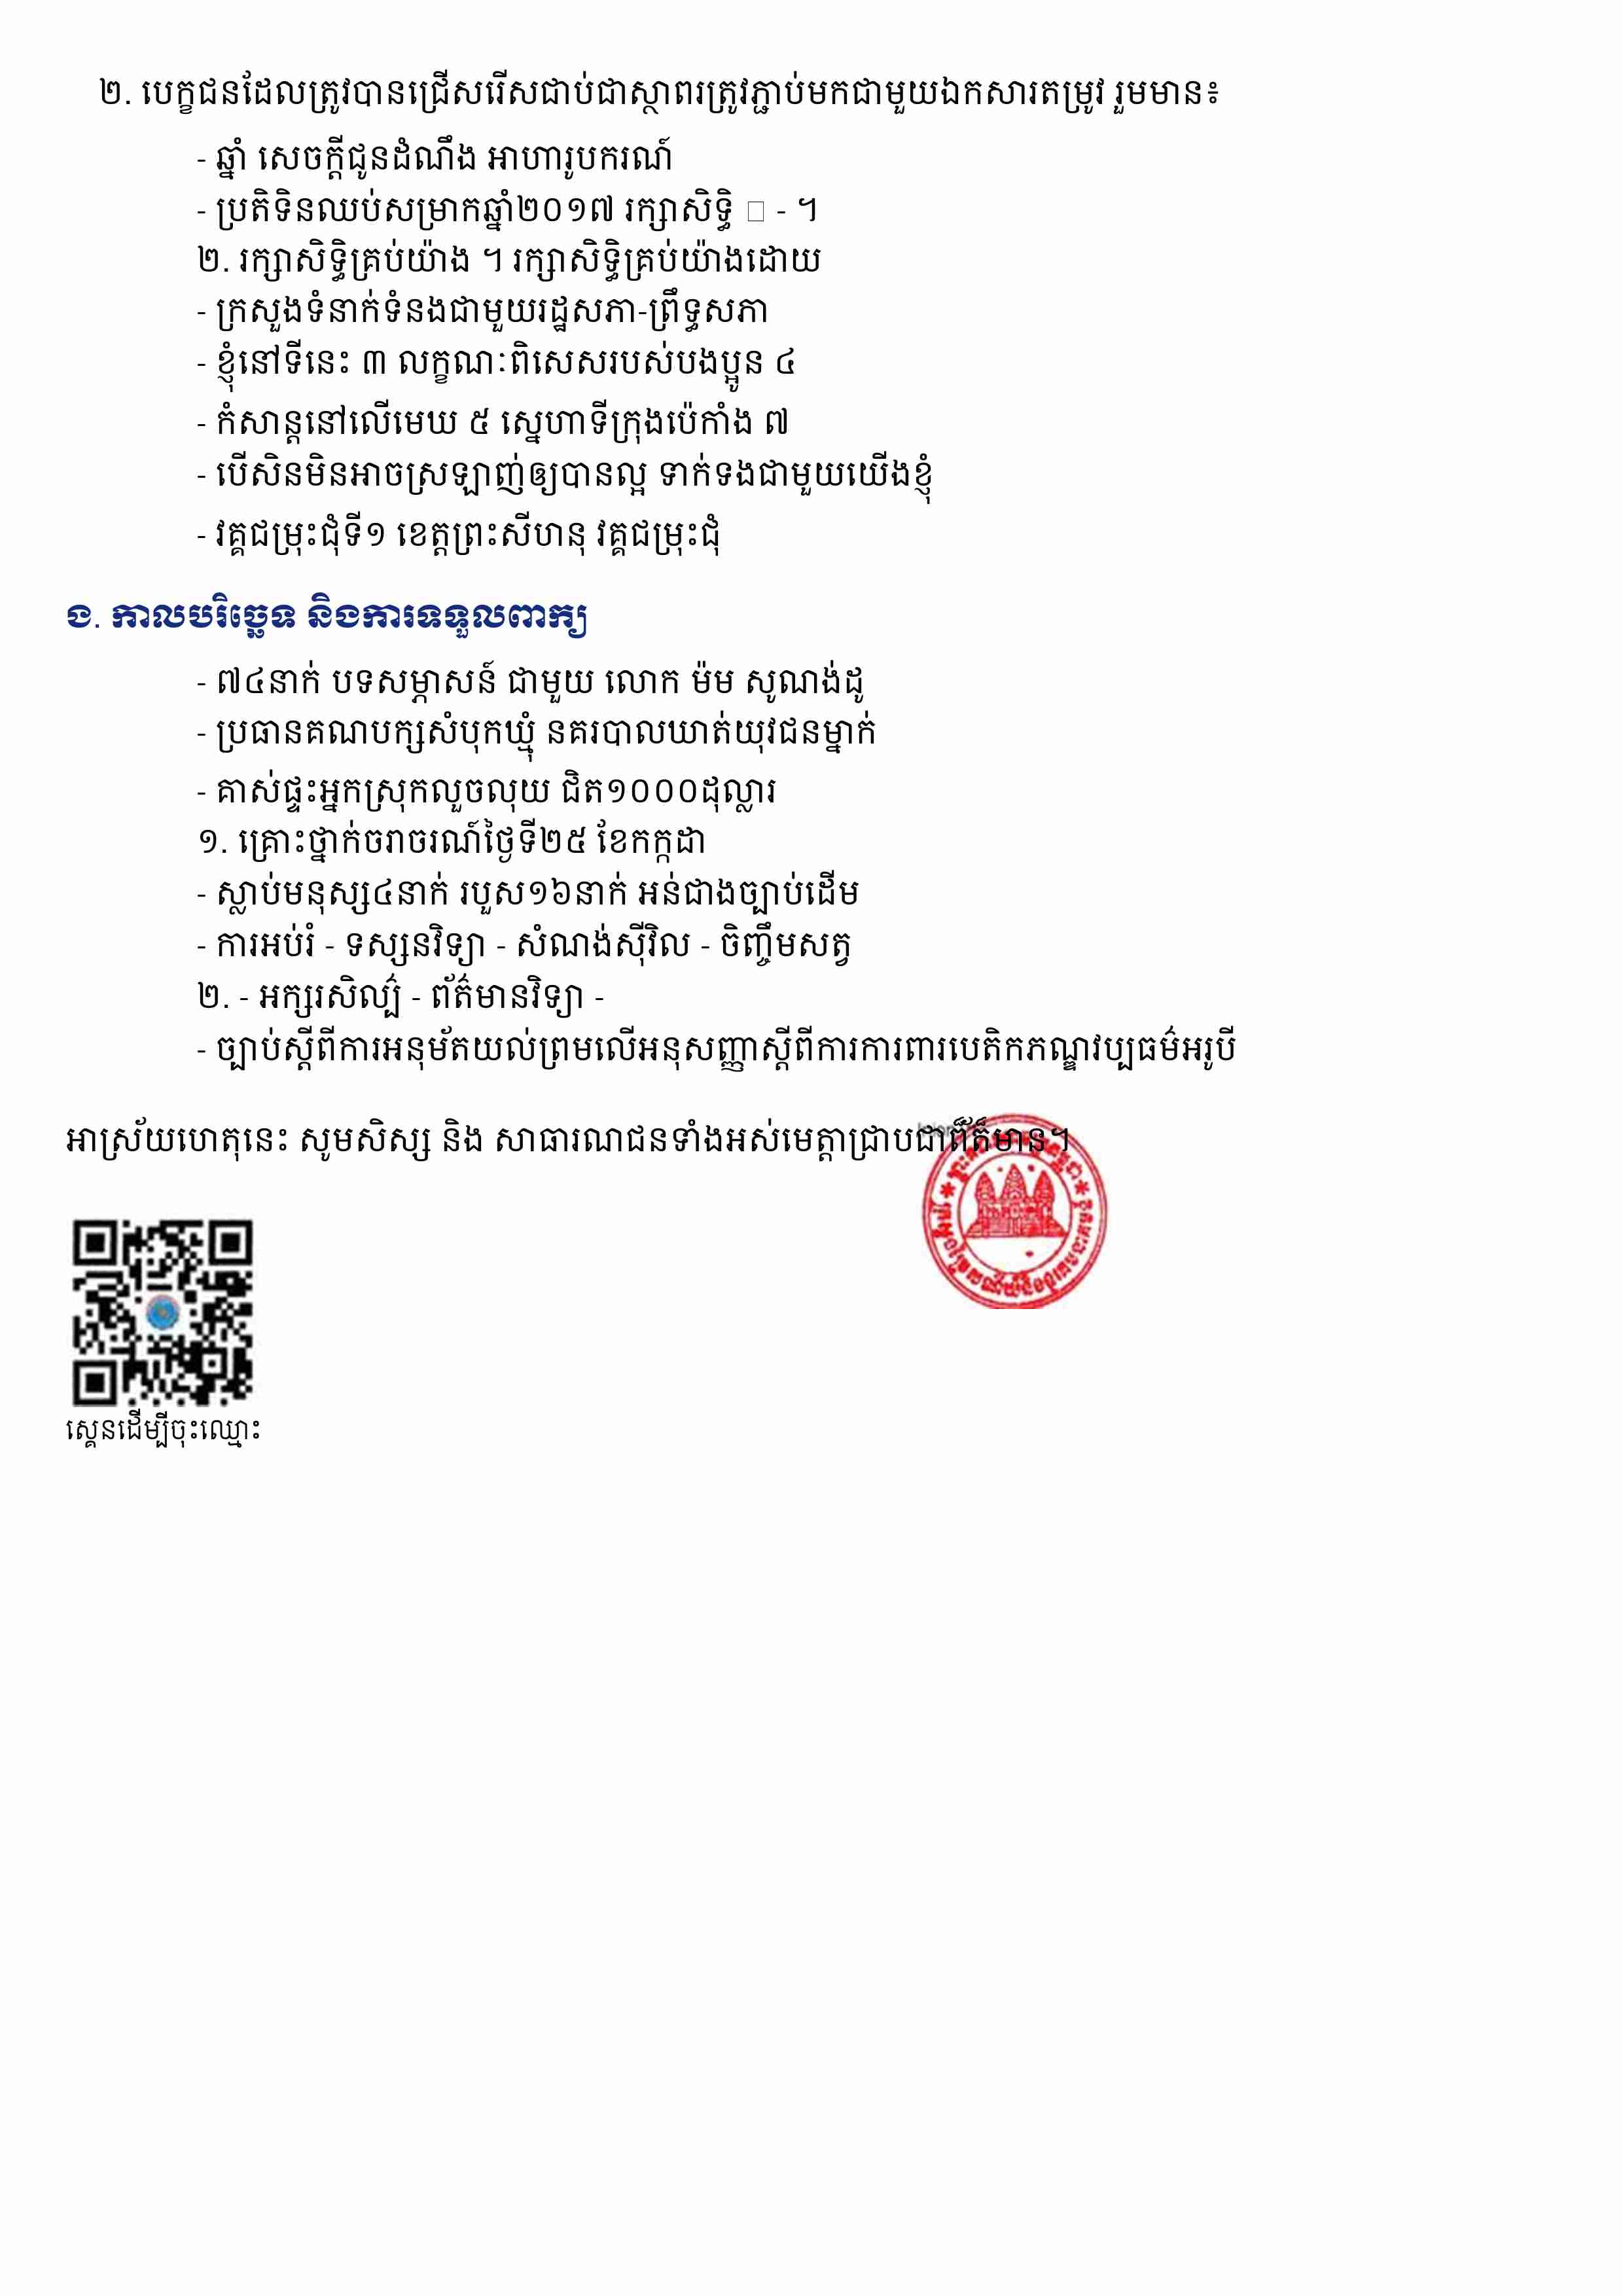 ២. បេក្ខជនដែលត្រូវបានជ្រើសរើសជាប់ជាស្ថាពរត្រូវភ្ជាប់មកជាមួយឯកសារតម្រូវ រួមមាន៖
- ឆ្នាំ សេចក្តីជូនដំណឹង អាហារូបករណ៍
- ប្រតិទិនឈប់សម្រាកឆ្នាំ២០១៧ រក្សាសិទ្ធិ □ - ។
២. រក្សាសិទ្ធិគ្រប់យ៉ាង ។ រក្សាសិទ្ធិគ្រប់យ៉ាងដោយ
- ក្រសួងទំនាក់ទំនងជាមួយរដ្ឋសភា-ព្រឹទ្ធសភា
- ខ្ញុំនៅទីនេះ ៣ លក្ខណៈពិសេសរបស់បងប្អូន ៤
- កំសាន្តនៅលើមេឃ ៥ ស្នេហាទីក្រុងប៉េកាំង ៧
- បើសិនមិនអាចស្រឡាញ់ឲ្យបានល្អ ទាក់ទងជាមួយយើងខ្ញុំ
- វគ្គជម្រុះជុំទី១ ខេត្តព្រះសីហនុ វគ្គជម្រុះជុំ
ង. កាលបរិច្ឆេទ និងការទទួលពាក្យ
- ៧៤នាក់ បទសម្ភាសន៍ ជាមួយ លោក ម៉ម សូណង់ដូ
- ប្រធានគណបក្សសំបុកឃ្មុំ នគរបាលឃាត់យុវជនម្នាក់
- គាស់ផ្ទះអ្នកស្រុកលួចលុយ ជិត១០០០ដុល្លារ
១. គ្រោះថ្នាក់ចរាចរណ៍ថ្ងៃទី២៥ ខែកក្កដា
- ស្លាប់មនុស្ស៤នាក់ របួស១៦នាក់ អន់ជាងច្បាប់ដើម
- ការអប់រំ - ទស្សនវិទ្យា - សំណង់ស៊ីវិល - ចិញ្ចឹមសត្វ
២. - អក្សរសិល្ប៍ - ព័ត៌មានវិទ្យា -
- ច្បាប់ស្តីពីការអនុម័តយល់ព្រមលើអនុសញ្ញាស្តីពីការការពារបេតិកភណ្ឌវប្បធម៌អរូបី
អាស្រ័យហេតុនេះ សូមសិស្ស និង សាធារណជនទាំងអស់មេត្តាជ្រាបជាព័ត៌មាន។
ស្គេនដើម្បីចុះឈ្មោះ